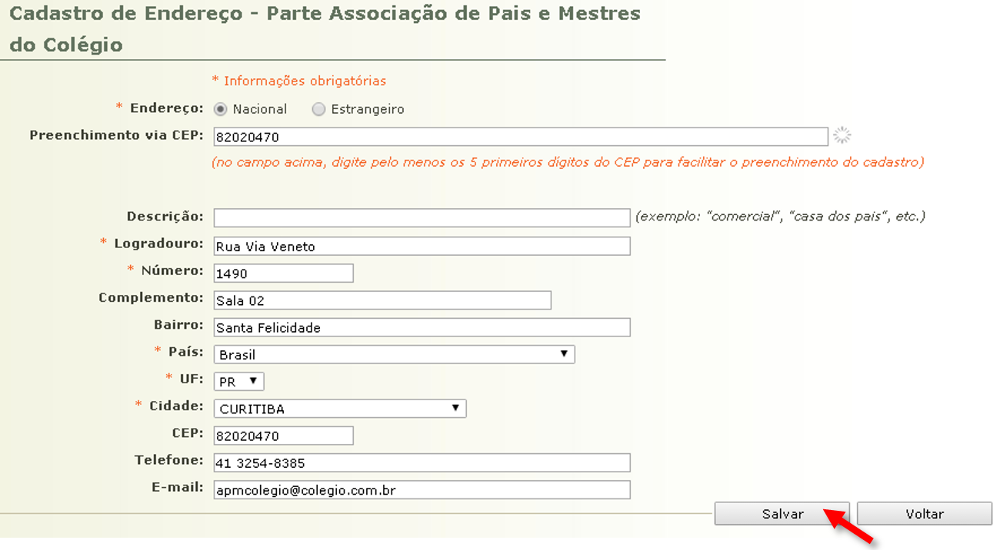 Cadastro de Endereço - Parte Associação de Pais e Mestres
do Colégio
* Informações obrigatórias
* Endereço: Nacional Estrangeiro
Preenchimento via CEP: 82020470
(no campo acima, digite pelo menos os 5 primeiros dígitos do CEP para facilitar o preenchimento do cadastro)
Descrição: (exemplo: "comercial", "casa dos pais", etc.)
* Logradouro: Rua Via Veneto
* Número: 1490
Complemento: Sala 02
Bairro: Santa Felicidade
* País: Brasil
* UF: PR
* Cidade: CURITIBA
CEP: 82020470
Telefone: 41 3254-8385
E-mail: apmcolegio@colegio.com.br
Salvar Voltar